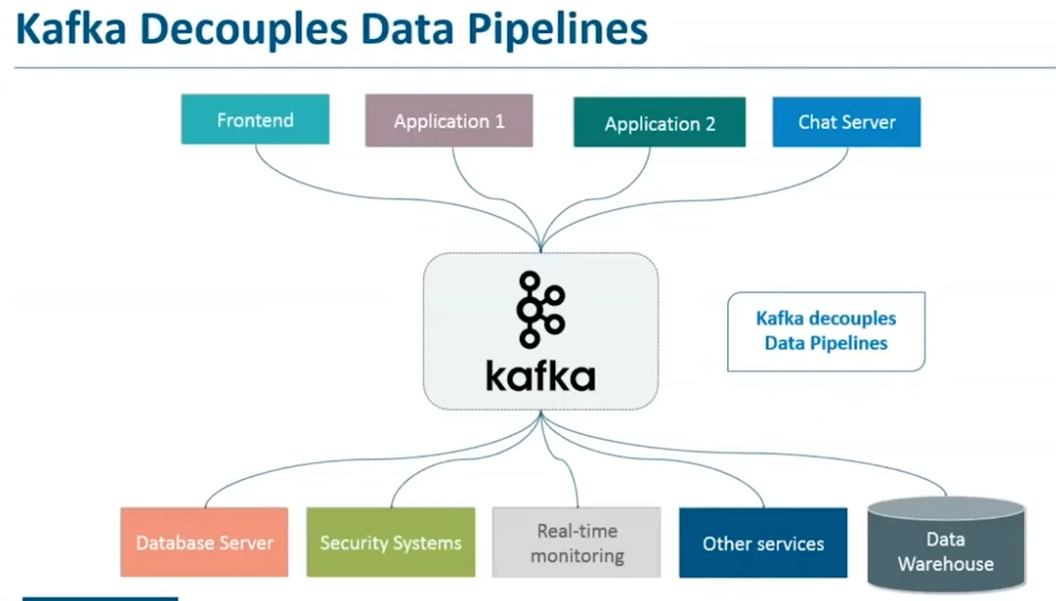 Kafka Decouples Data Pipelines
Frontend
Application 1
Application 2
Chat Server
kafka
Kafka decouples
Data Pipelines
Database Server
Security Systems
Real-time
monitoring
Other services
Data
Warehouse